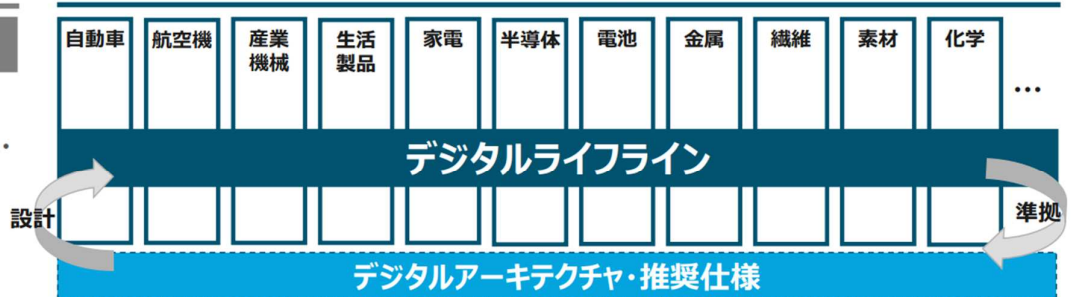 自動車
航空機
産業
機械
生活
製品
家電
半導体
電池
金属
繊維
素材
化学
…
デジタルライフライン
設計
準拠
デジタルアーキテクチャ・推奨仕様